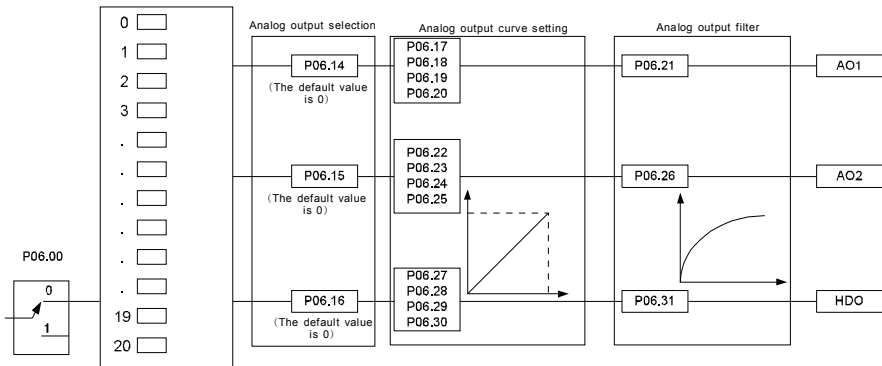 Analog output selection
Analog output curve setting
Analog output filter
0
1
2
3
.
.
.
.
.
.
19
20
P06.00
0
1
P06.14
(The default value
is 0)
P06.17
P06.18
P06.19
P06.20
P06.21
AO1
P06.15
(The default value
is 0)
P06.22
P06.23
P06.24
P06.25
P06.26
AO2
P06.16
(The default value
is 0)
P06.27
P06.28
P06.29
P06.30
P06.31
HDO